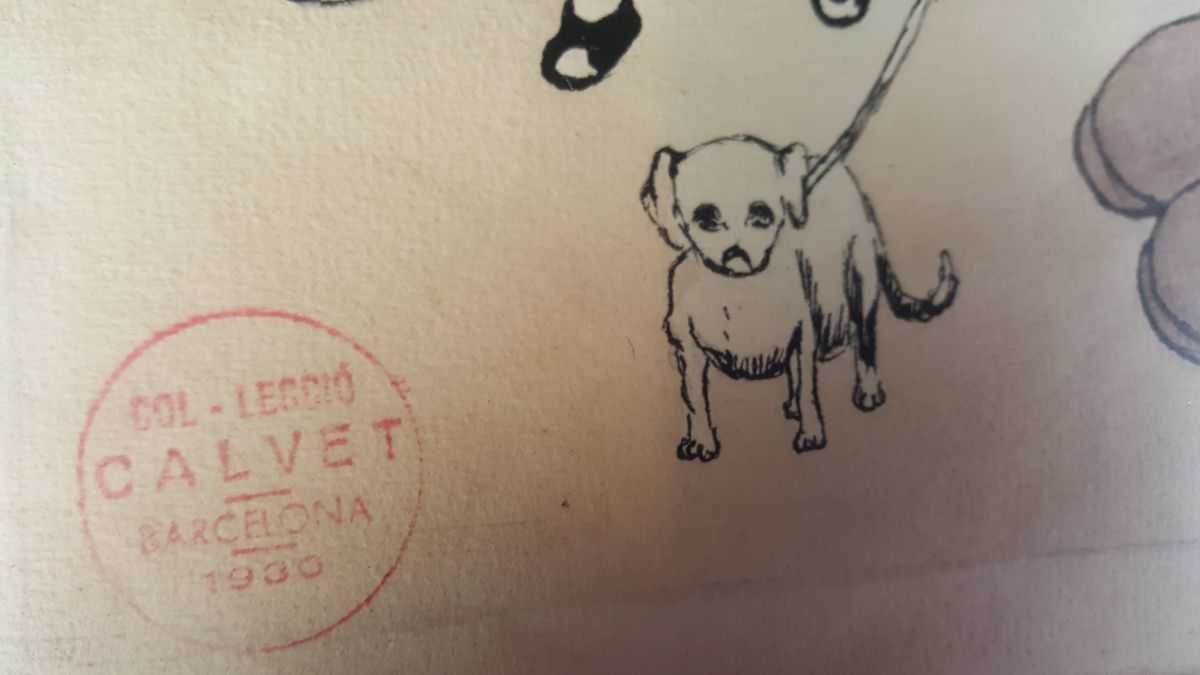 COL - LECCIÓ
CALVET
BARCELONA
1930